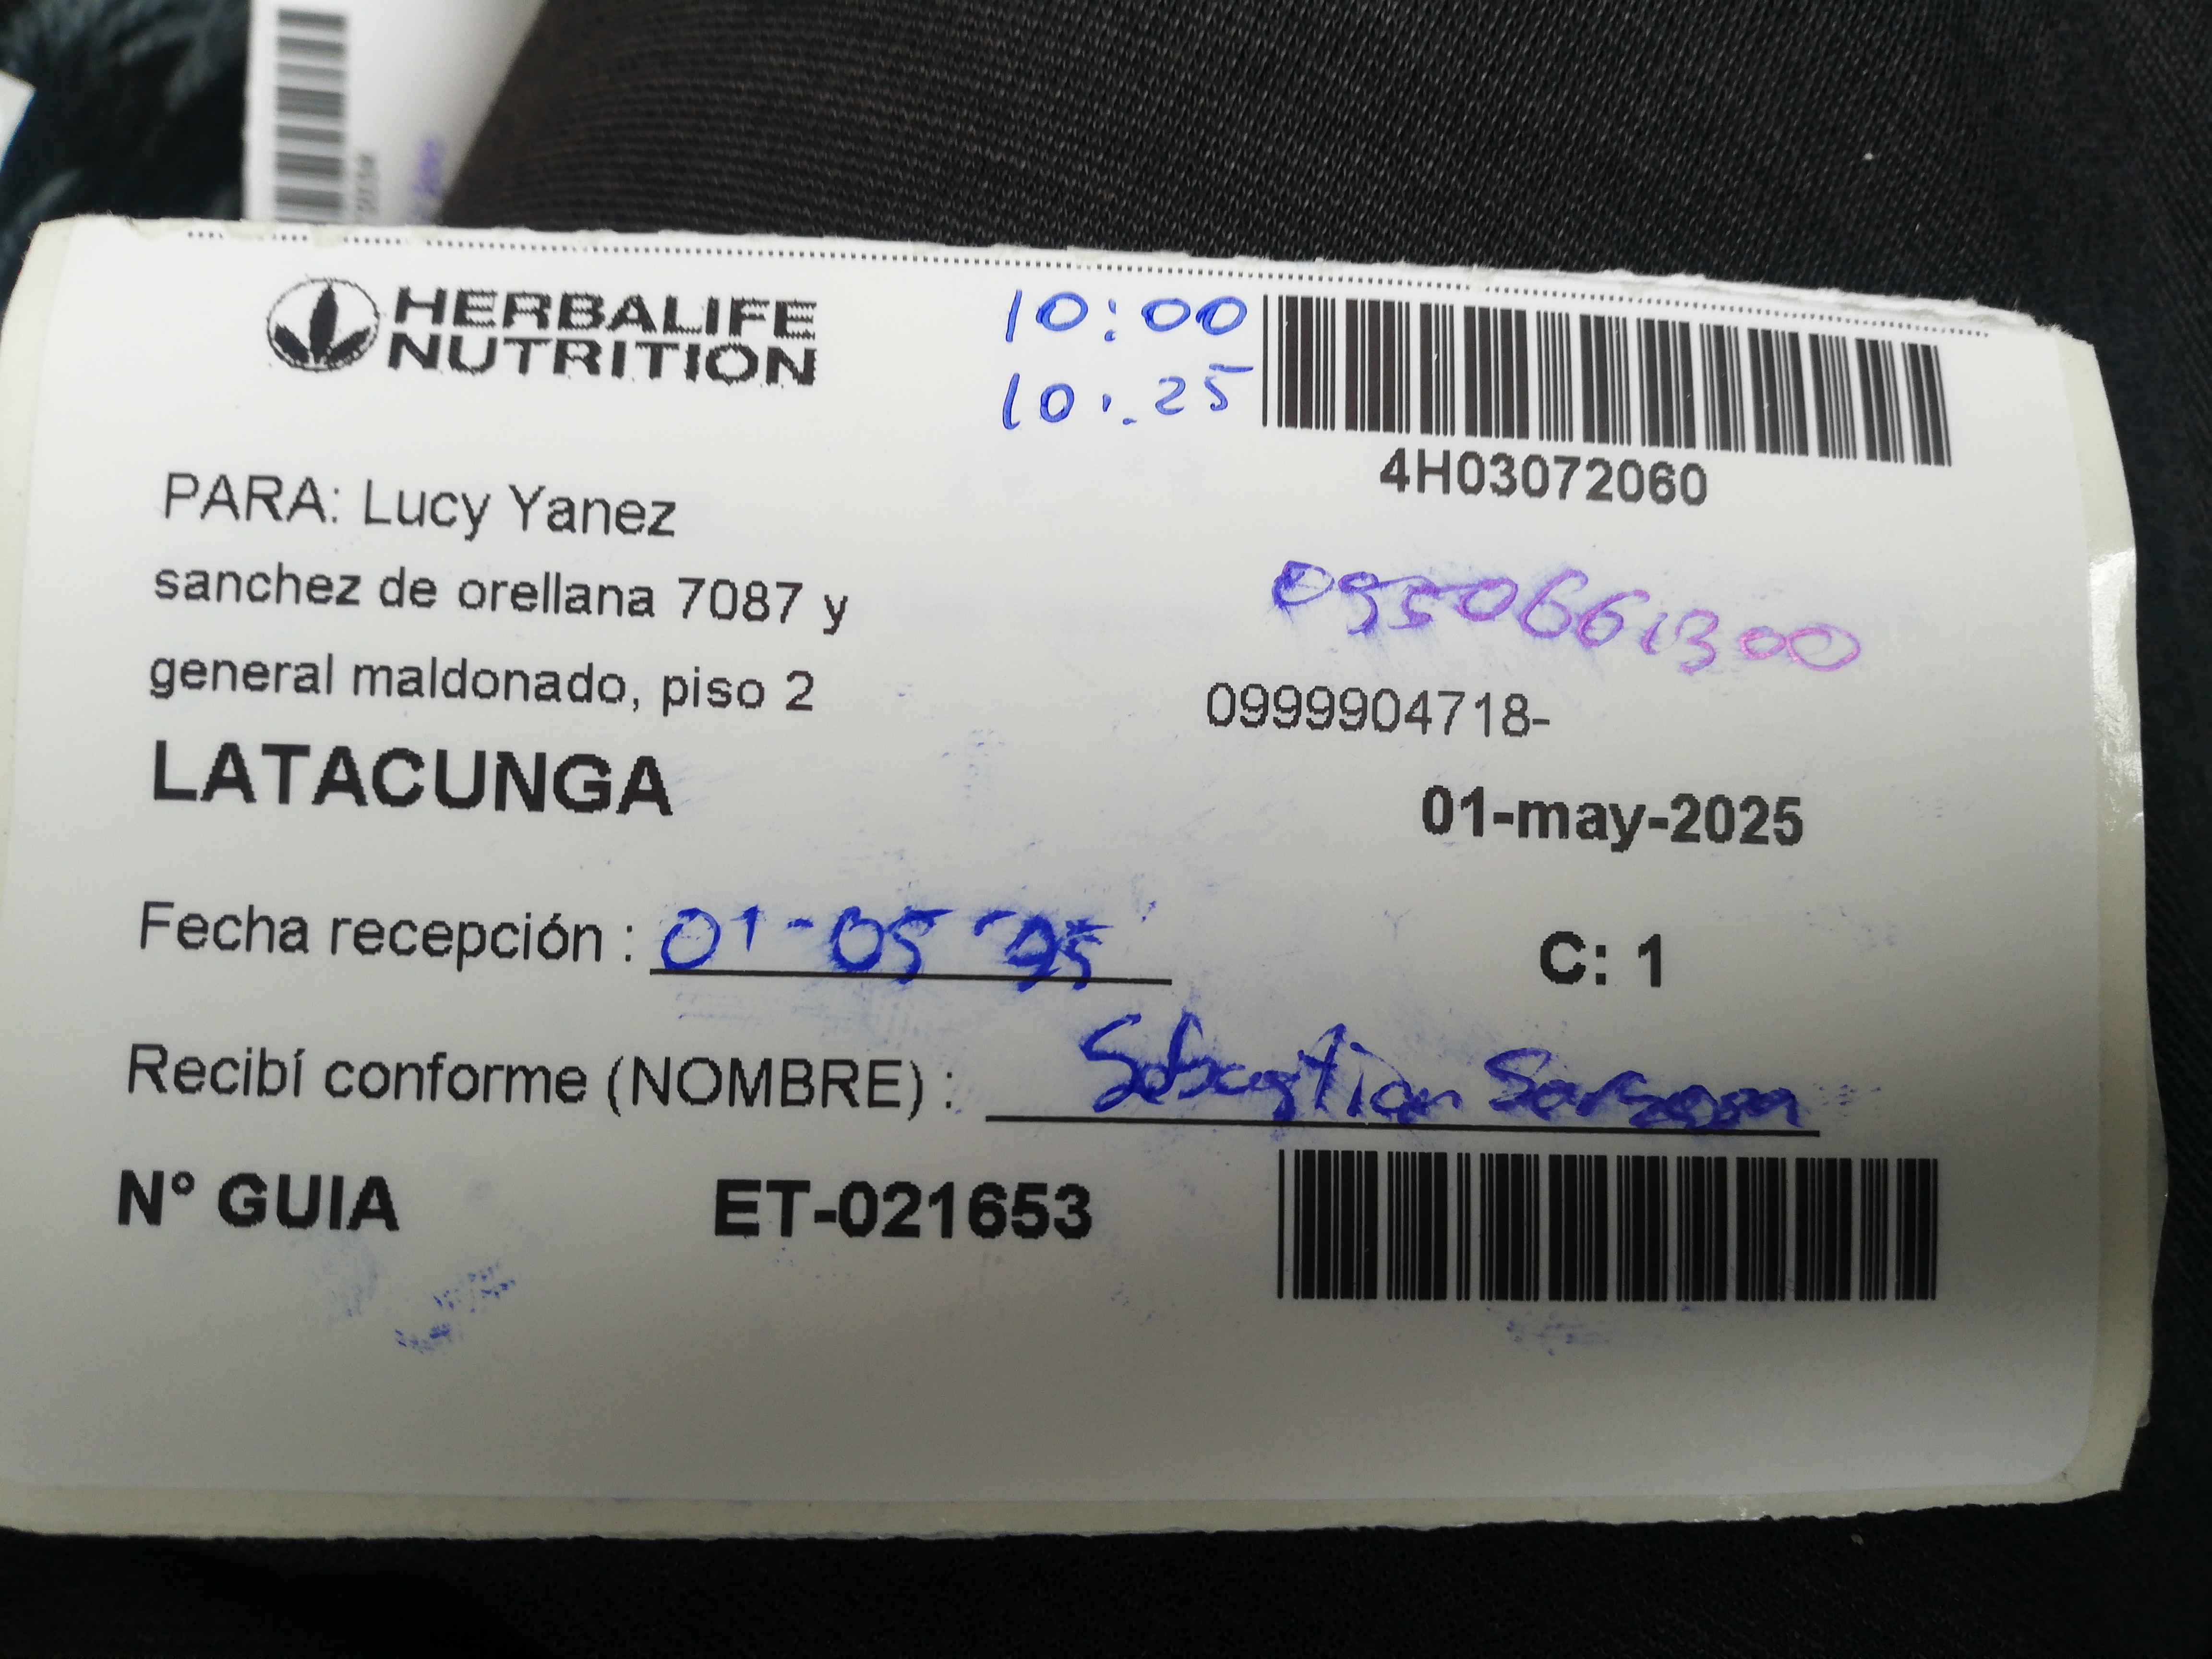 HERBALIFE
NUTRITION
10:00
10:25
4H03072060
PARA: Lucy Yanez
sanchez de orellana 7087 y
general maldonado, piso 2
0999904718-
LATACUNGA
01-may-2025
Fecha recepción : 01-05
C: 1
Recibí conforme (NOMBRE) : Sebastian
N° GUIA ET-021653